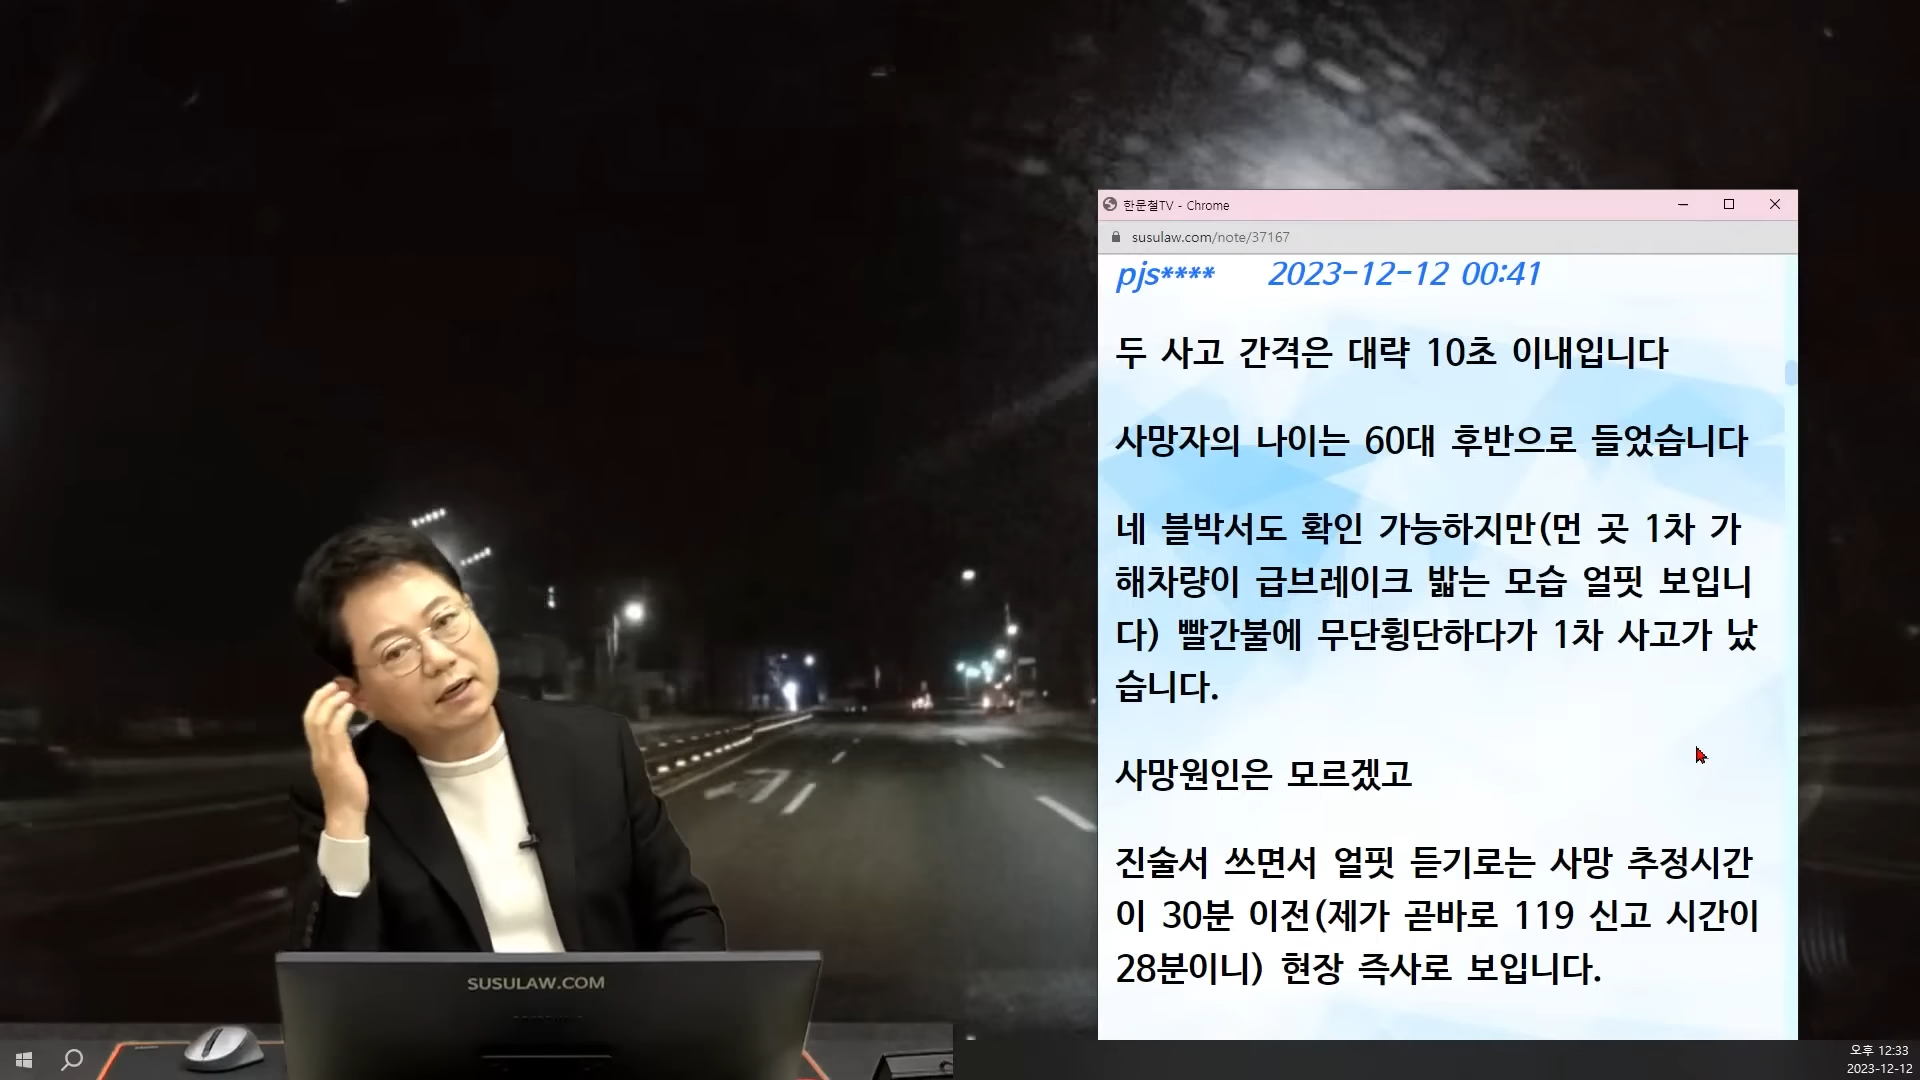 한문철TV - Chrome
susulaw.com/note/37167
pjs**** 2023-12-12 00:41
두 사고 간격은 대략 10초 이내입니다
사망자의 나이는 60대 후반으로 들었습니다
네 블박서도 확인 가능하지만(먼 곳 1차 가
해차량이 급브레이크 밟는 모습 얼핏 보입니
다) 빨간불에 무단횡단하다가 1차 사고가 났
습니다.
사망원인은 모르겠고
진술서 쓰면서 얼핏 듣기로는 사망 추정시간
이 30분 이전(제가 곧바로 119 신고 시간이
28분이니) 현장 즉사로 보입니다.
SUSULAW.COM
오후 12:33
2023-12-12